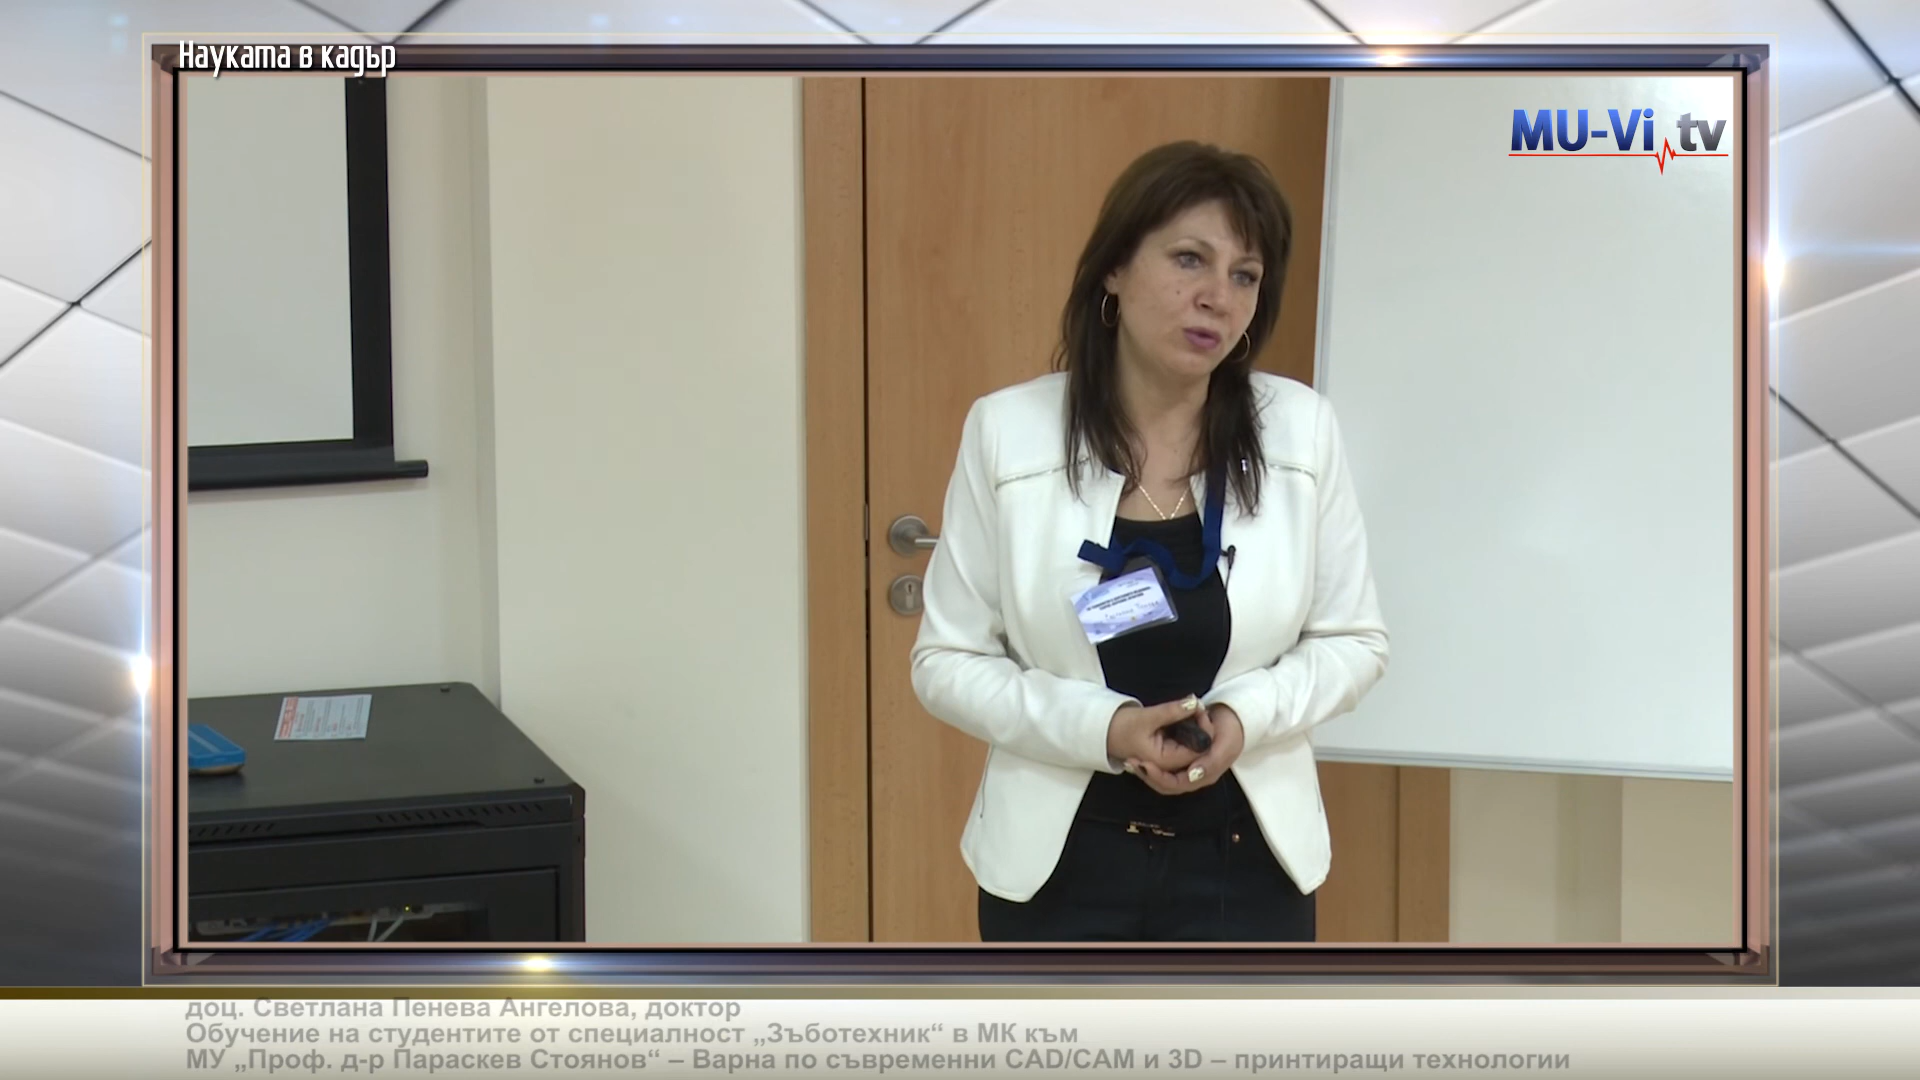 Науката в кадър
MU-Vi tv
доц. Светлана Пенева Ангелова, доктор
Обучение на студентите от специалност „Зъботехник“ в МК към
МУ „Проф. д-р Параскев Стоянов“ – Варна по съвременни CAD/CAM и 3D – принтиращи технологии